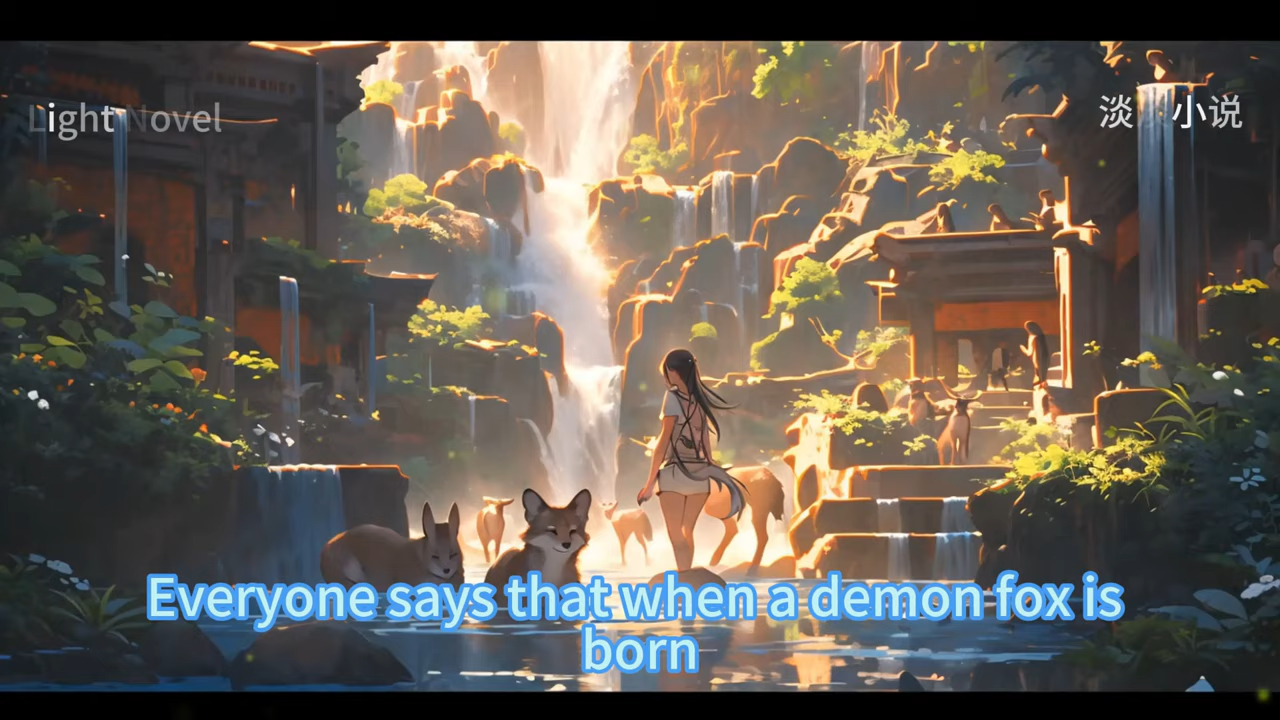 Light Novel
淡 小说
Everyone says that when a demon fox is
born